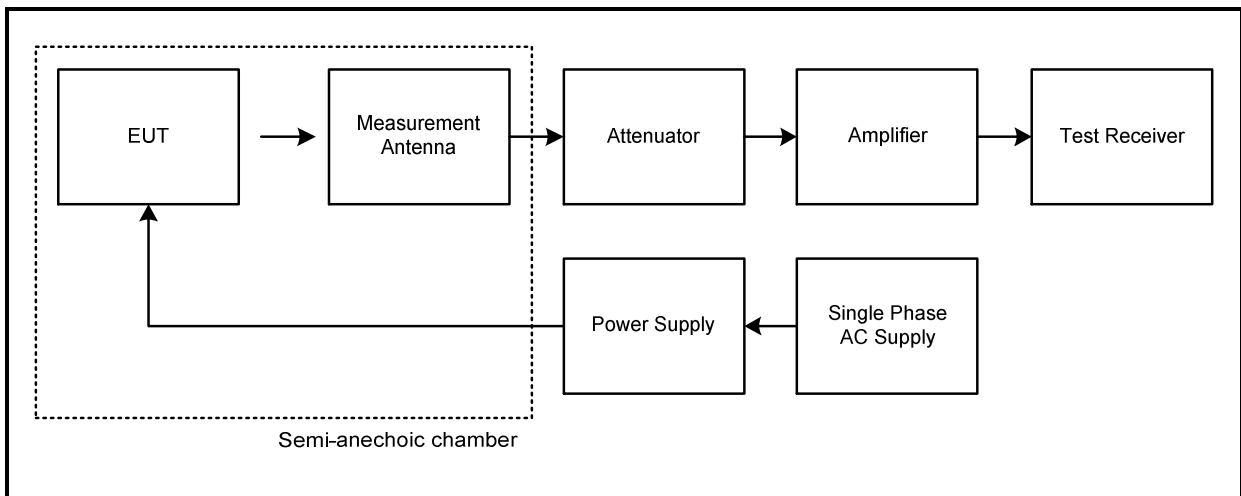 EUT
Measurement
Antenna
Attenuator
Amplifier
Test Receiver
Power Supply
Single Phase
AC Supply
Semi-anechoic chamber